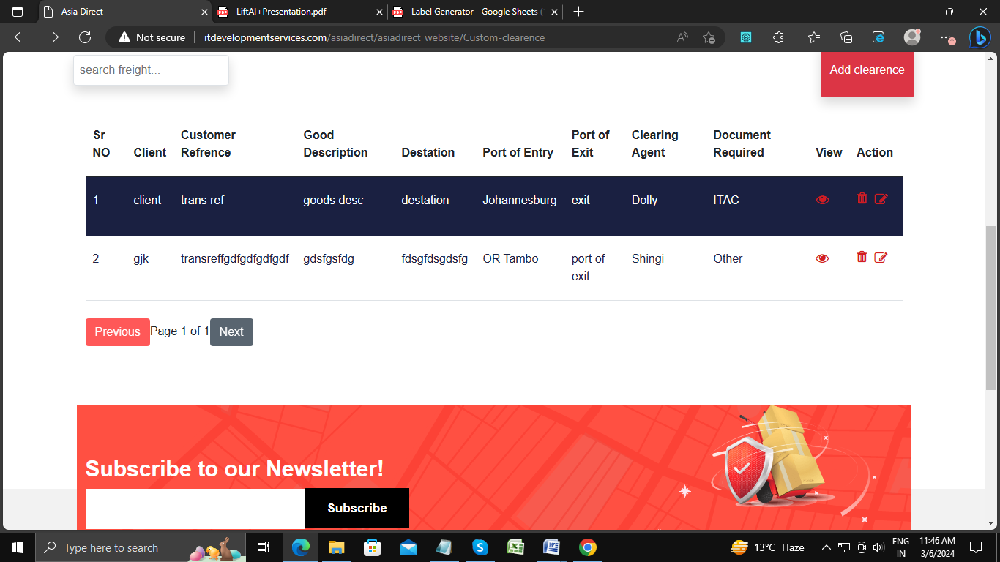 Asia Direct
LiftAI+Presentation.pdf
Label Generator - Google Sheets (
Not secure
itdevelopmentservices.com/asiadirect/asiadirect_website/Custom-clearence
1
search freight...
Add clearence
Sr NO Client Customer Refrence Good Description Destation Port of Entry Port of Exit Clearing Agent Document Required View Action
1 client trans ref goods desc destation Johannesburg exit Dolly ITAC
2 gjk transreffgdfgdfgdfgdf gdsfgsfdg fdsgfdsgdsfg OR Tambo port of exit Shingi Other
Previous Page 1 of 1 Next
Subscribe to our Newsletter!
Subscribe
Type here to search
13°C Haze
ENG
IN
11:46 AM
3/6/2024